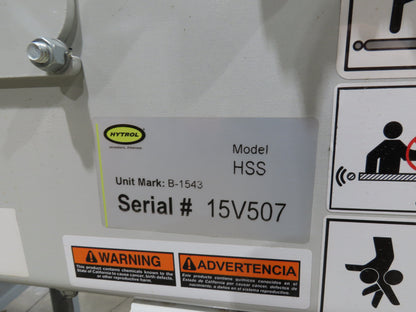 HYTROL
Model
HSS
Unit Mark: B-1543
Serial # 15V507
WARNING
This product contains chemicals known to the
State of California to cause cancer, birth defects,
or other reproductive harm.
ADVERTENCIA
Este producto contiene químicos conocidos en el
Estado de California por causar cáncer, defectos de
nacimiento, o daños en el sistema reproductivo.